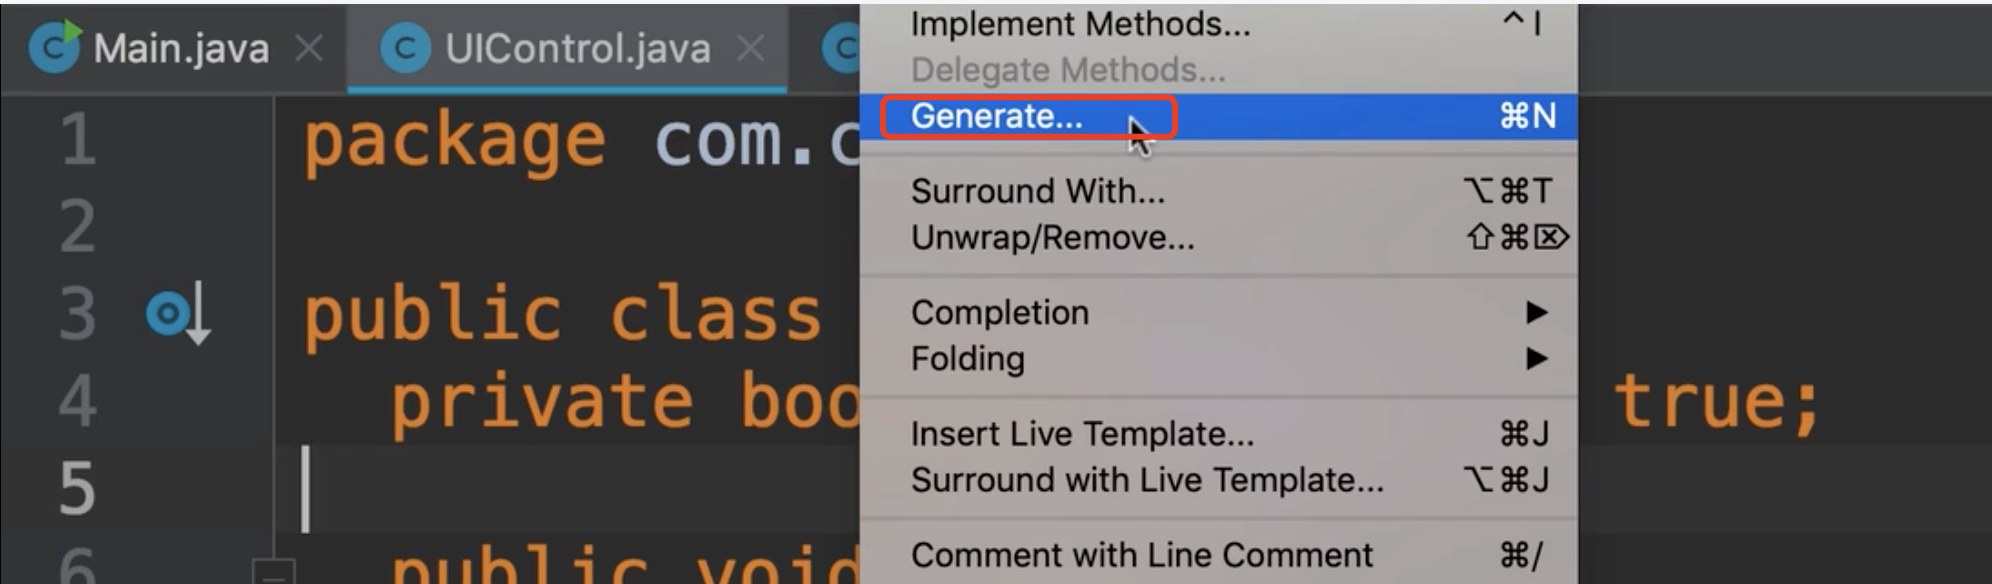 Main.java
UIControl.java
C
Implement Methods... ⌃I
Delegate Methods...
Generate... ⌘N
Surround With... ⌥⌘T
Unwrap/Remove... ⇧⌘⌦
Completion ▶
Folding ▶
Insert Live Template... ⌘J
Surround with Live Template... ⌥⌘J
Comment with Line Comment ⌘/
1 package com.c
2
3 public class
4 private boo true;
5
6 public void